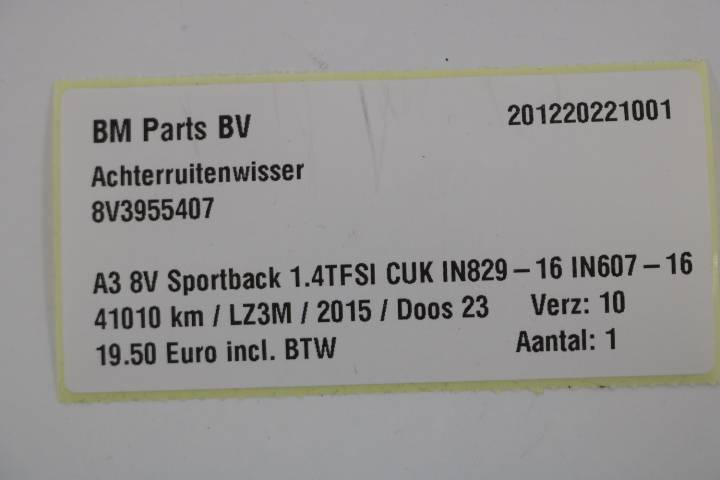 BM Parts BV 201220221001
Achterruitenwisser
8V3955407
A3 8V Sportback 1.4TFSI CUK IN829 – 16 IN607 – 16
41010 km / LZ3M / 2015 / Doos 23 Verz: 10
19.50 Euro incl. BTW Aantal: 1